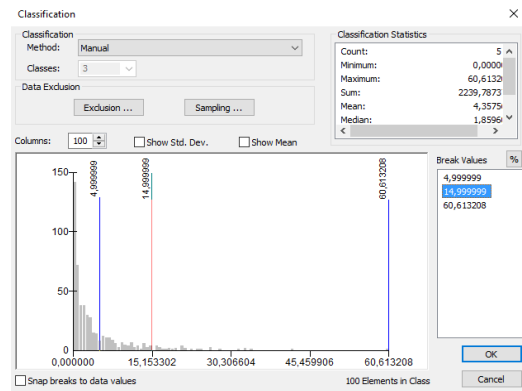 Classification
Classification
Method: Manual
Classes: 3
Data Exclusion
Exclusion ...
Sampling ...
Classification Statistics
Count: 5
Minimum: 0,0000
Maximum: 60,6132
Sum: 2239,7873
Mean: 4,3575
Median: 1,8596
Columns: 100
Show Std. Dev.
Show Mean
Break Values
%
4,999999
14,999999
60,613208
150
100
50
0
4,999999
14,999999
60,613208
0,000000
15,153302
30,306604
45,459906
60,613208
OK
Snap breaks to data values
100 Elements in Class
Cancel